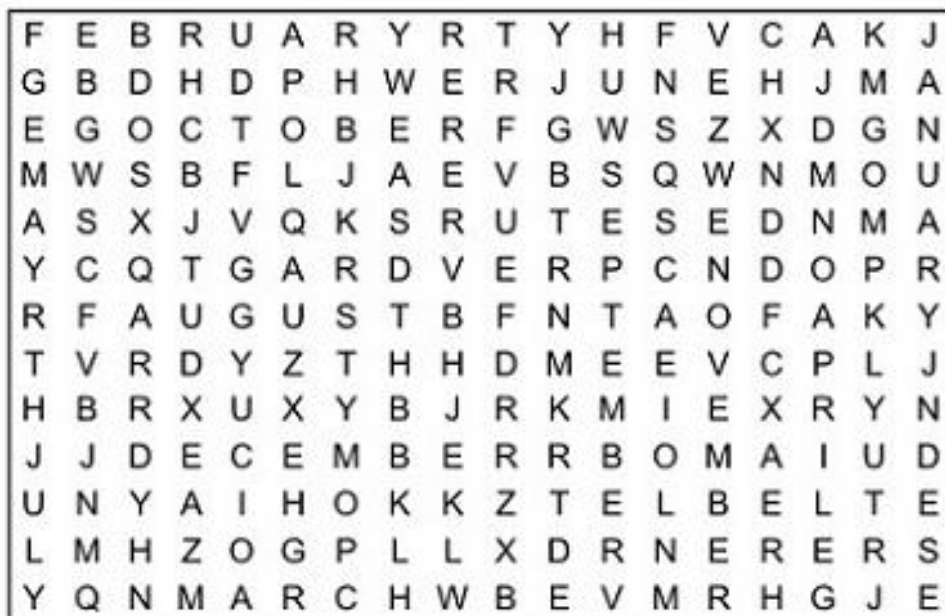 F E B R U A R Y R T Y H F V C A K J
G B D H D P H W E R J U N E H J M A
E G O C T O B E R F G W S Z X D G N
M W S B F L J A E V B S Q W N M O U
A S X J V Q K S R U T E S E D N M A
Y C Q T G A R D V E R P C N D O P R
R F A U G U S T B F N T A O F A K Y
T V R D Y Z T H H D M E E V C P L J
H B R X U X Y B J R K M I E X R Y N
J J D E C E M B E R R B O M A I U D
U N Y A I H O K K Z T E L B E L T E
L M H Z O G P L L X D R N E R E R S
Y Q N M A R C H W B E V M R H G J E